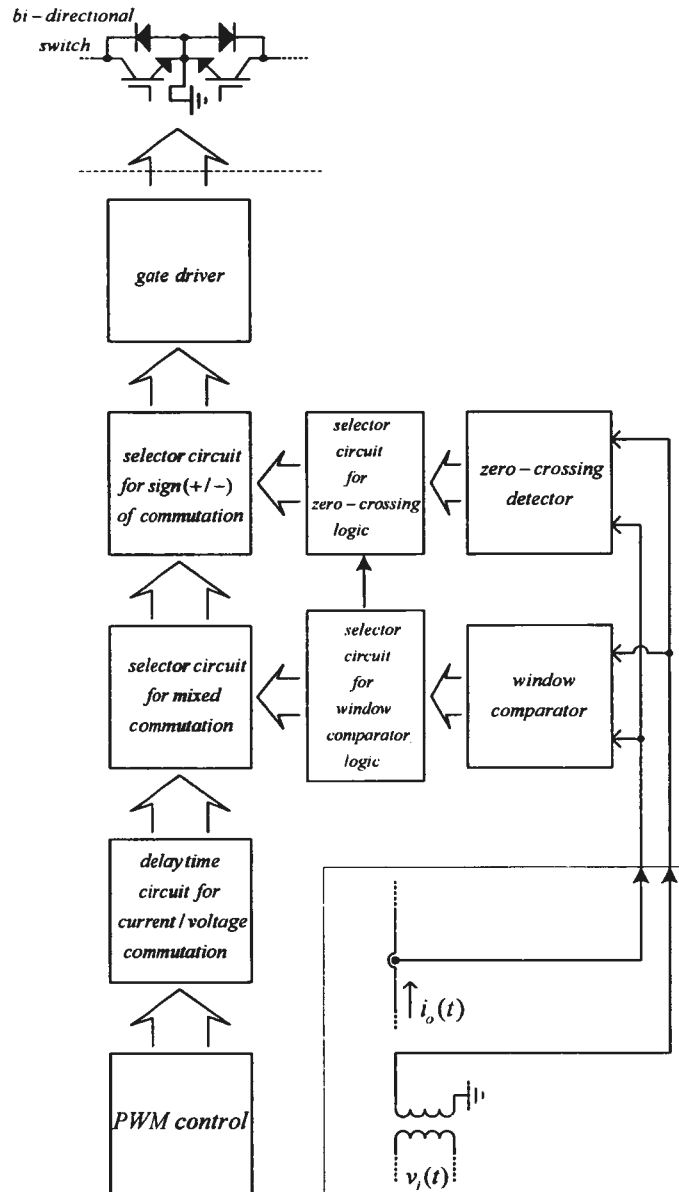 bi-directional
switch
gate driver
selector circuit
for sign(+/-)
of commutation
selector
circuit
for
zero-crossing
logic
zero-crossing
detector
selector circuit
for mixed
commutation
selector
circuit
for
window
comparator
logic
window
comparator
delay time
circuit for
current/voltage
commutation
i_o(t)
PWM control
v_i(t)